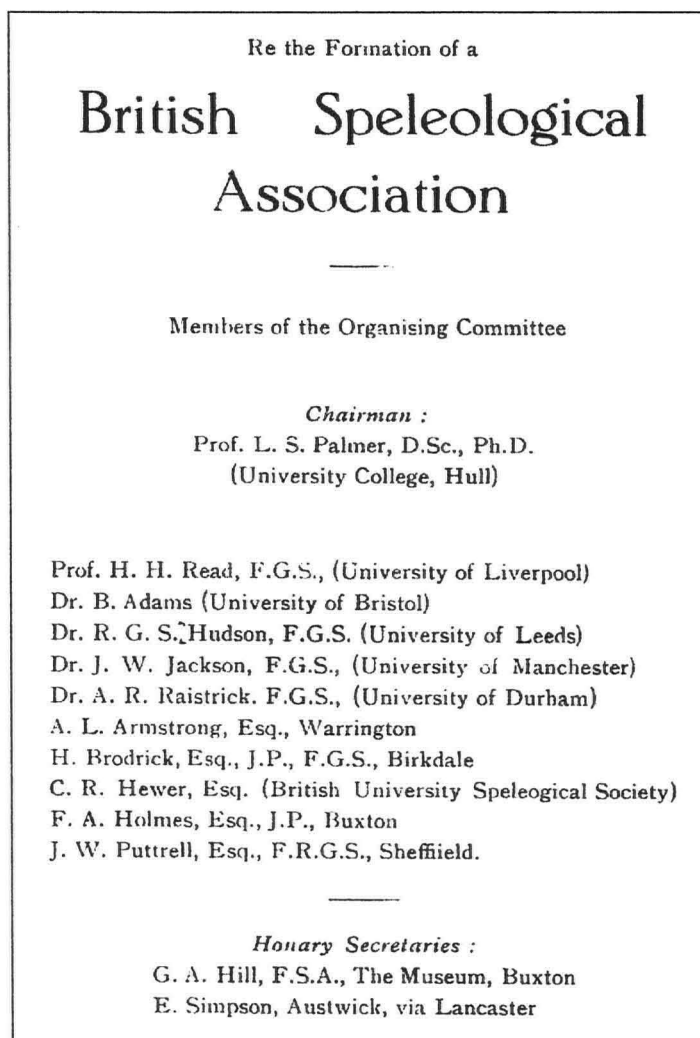 Re the Formation of a
British Speleological
Association
Members of the Organising Committee
Chairman :
Prof. L. S. Palmer, D.Sc., Ph.D.
(University College, Hull)
Prof. H. H. Read, F.G.S., (University of Liverpool)
Dr. B. Adams (University of Bristol)
Dr. R. G. S. Hudson, F.G.S. (University of Leeds)
Dr. J. W. Jackson, F.G.S., (University of Manchester)
Dr. A. R. Raistrick. F.G.S., (University of Durham)
A. L. Armstrong, Esq., Warrington
H. Brodrick, Esq., J.P., F.G.S., Birkdale
C. R. Hewer, Esq. (British University Speleogical Society)
F. A. Holmes, Esq., J.P., Buxton
J. W. Puttrell, Esq., F.R.G.S., Sheffiield.
Honary Secretaries :
G. A. Hill, F.S.A., The Museum, Buxton
E. Simpson, Austwick, via Lancaster